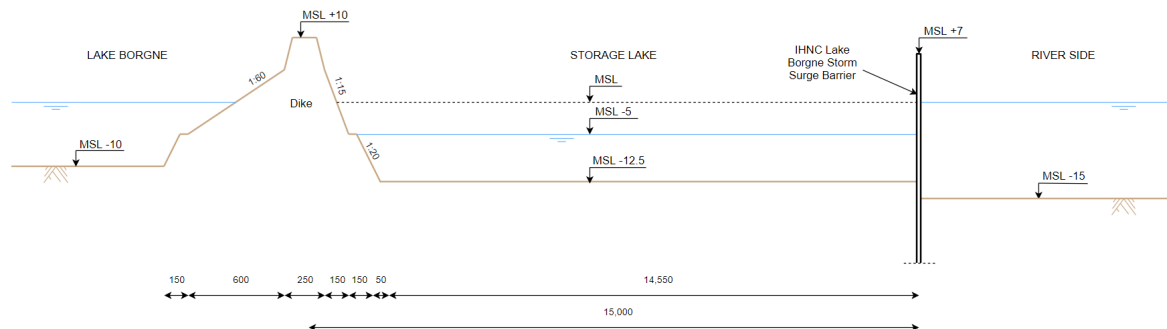 MSL +10
MSL +7
LAKE BORGNE
STORAGE LAKE
IHNC Lake
Borgne Storm
Surge Barrier
RIVER SIDE
1:60
1:15
MSL
Dike
MSL -5
MSL -10
1:20
MSL -12.5
MSL -15
150
600
250
150
150
50
14,550
15,000